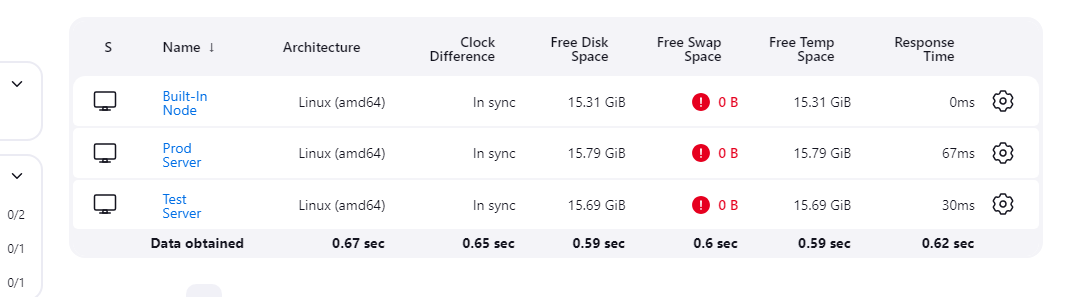 S Name ↓ Architecture Clock Difference Free Disk Space Free Swap Space Free Temp Space Response Time
Built-In Node Linux (amd64) In sync 15.31 GiB ! 0 B 15.31 GiB 0ms
Prod Server Linux (amd64) In sync 15.79 GiB ! 0 B 15.79 GiB 67ms
Test Server Linux (amd64) In sync 15.69 GiB ! 0 B 15.69 GiB 30ms
Data obtained 0.67 sec 0.65 sec 0.59 sec 0.6 sec 0.59 sec 0.62 sec
0/2
0/1
0/1